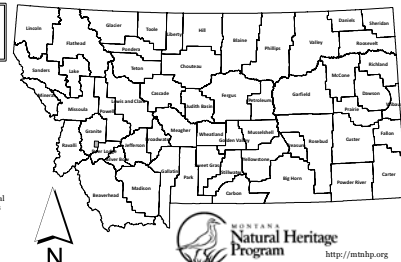 Lincoln
Flathead
Glacier
Toole
Liberty
Hill
Blaine
Phillips
Valley
Daniels
Sheridan
Roosevelt
Pondera
Teton
Chouteau
Richland
Sanders
Lake
McCone
Dawson
Mineral
Missoula
Lewis and Clark
Cascade
Judith Basin
Fergus
Petroleum
Garfield
Prairie
Wibaux
Powell
Granite
Ravalli
Deer Lodge
Silver Bow
Jefferson
Broadwater
Meagher
Wheatland
Golden Valley
Musselshell
Treasure
Rosebud
Custer
Fallon
Beaverhead
Madison
Gallatin
Park
Sweet Grass
Stillwater
Yellowstone
Carbon
Big Horn
Powder River
Carter
N
MONTANA
Natural Heritage
Program
http://mtnhp.org